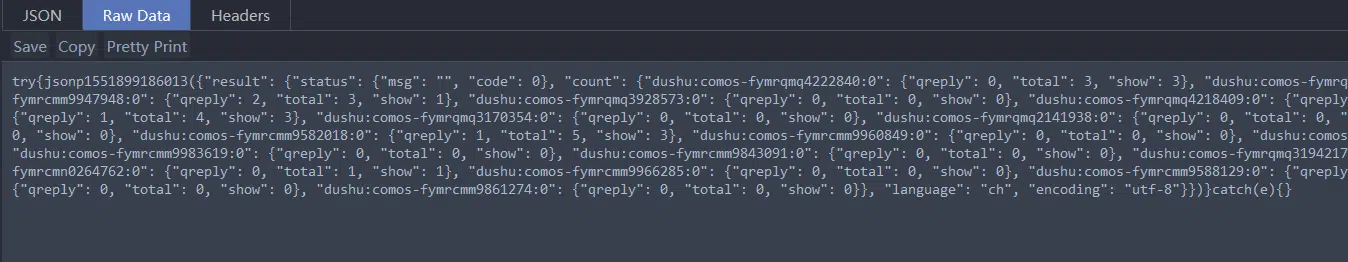 JSON Raw Data Headers
Save Copy Pretty Print
try{jsonp1551899186013({"result": {"status": {"msg": "", "code": 0}, "count": {"dushu:comos-fymrqmq4222840:0": {"qreply": 0, "total": 3, "show": 3}, "dushu:comos-fymrq
fymrcmm9947948:0": {"qreply": 2, "total": 3, "show": 1}, "dushu:comos-fymrqmq3928573:0": {"qreply": 0, "total": 0, "show": 0}, "dushu:comos-fymrqmq4218409:0": {"qreply
{"qreply": 1, "total": 4, "show": 3}, "dushu:comos-fymrqmq3170354:0": {"qreply": 0, "total": 0, "show": 0}, "dushu:comos-fymrqmq2141938:0": {"qreply": 0, "total": 0, "
0, "show": 0}, "dushu:comos-fymrcmm9582018:0": {"qreply": 1, "total": 5, "show": 3}, "dushu:comos-fymrcmm9960849:0": {"qreply": 0, "total": 0, "show": 0}, "dushu:comos
"dushu:comos-fymrcmm9983619:0": {"qreply": 0, "total": 0, "show": 0}, "dushu:comos-fymrcmm9843091:0": {"qreply": 0, "total": 0, "show": 0}, "dushu:comos-fymrqmq3194217
fymrcmn0264762:0": {"qreply": 0, "total": 1, "show": 1}, "dushu:comos-fymrcmm9966285:0": {"qreply": 0, "total": 0, "show": 0}, "dushu:comos-fymrcmm9588129:0": {"qreply
{"qreply": 0, "total": 0, "show": 0}, "dushu:comos-fymrcmm9861274:0": {"qreply": 0, "total": 0, "show": 0}}, "language": "ch", "encoding": "utf-8"}})}catch(e){}